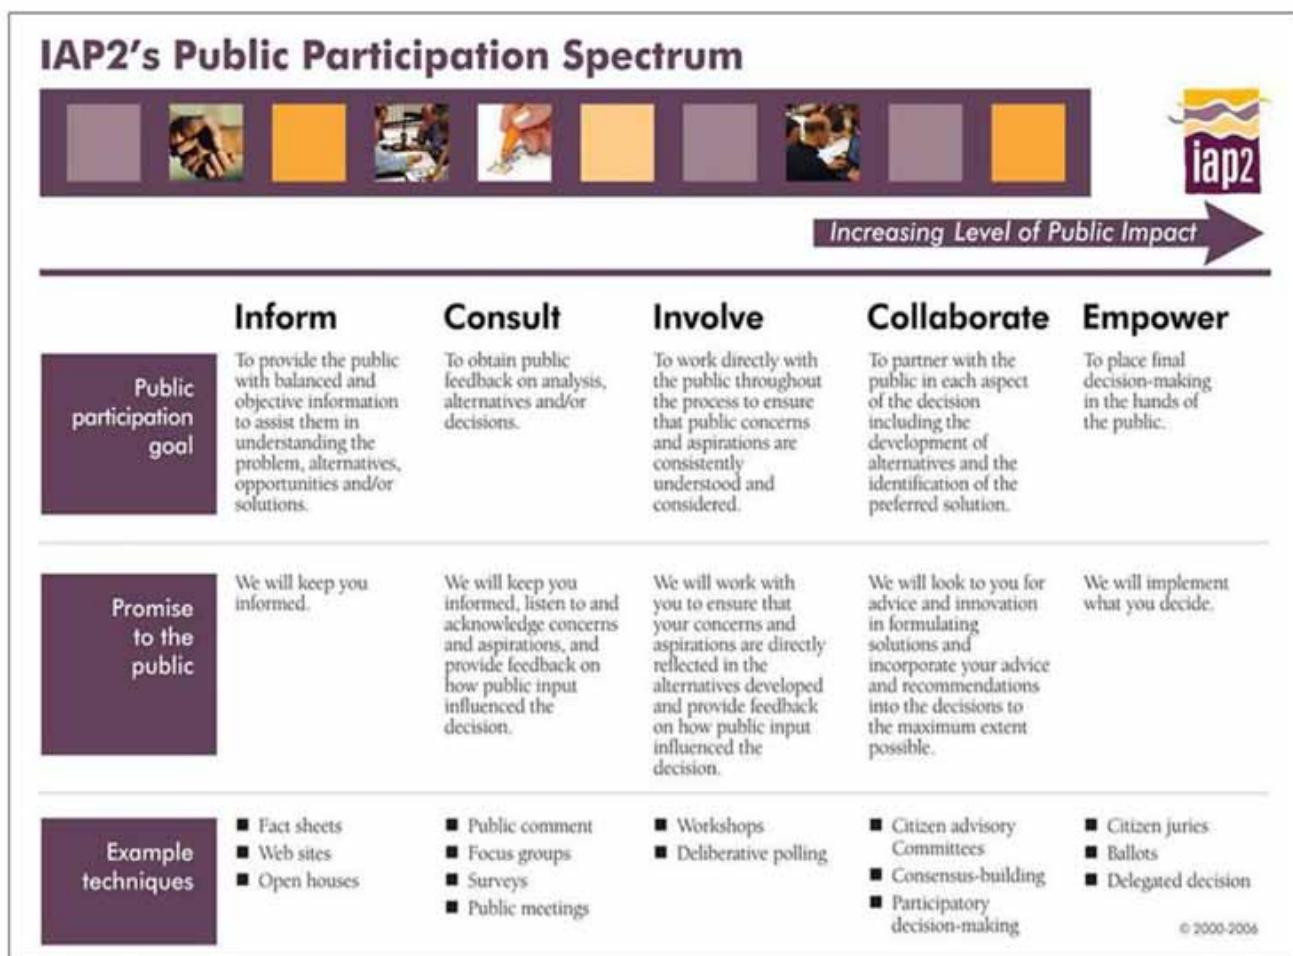 IAP2's Public Participation Spectrum
iap2
Increasing Level of Public Impact
Inform
Consult
Involve
Collaborate
Empower
Public
participation
goal
To provide the public
with balanced and
objective information
to assist them in
understanding the
problem, alternatives,
opportunities and/or
solutions.
To obtain public
feedback on analysis,
alternatives and/or
decisions.
To work directly with
the public throughout
the process to ensure
that public concerns
and aspirations are
consistently
understood and
considered.
To partner with the
public in each aspect
of the decision
including the
development of
alternatives and the
identification of the
preferred solution.
To place final
decision-making
in the hands of
the public.
Promise
to the
public
We will keep you
informed.
We will keep you
informed, listen to and
acknowledge concerns
and aspirations, and
provide feedback on
how public input
influenced the
decision.
We will work with
you to ensure that
your concerns and
aspirations are directly
reflected in the
alternatives developed
and provide feedback
on how public input
influenced the
decision.
We will look to you for
advice and innovation
in formulating
solutions and
incorporate your advice
and recommendations
into the decisions to
the maximum extent
possible.
We will implement
what you decide.
Example
techniques
■ Fact sheets
■ Web sites
■ Open houses
■ Public comment
■ Focus groups
■ Surveys
■ Public meetings
■ Workshops
■ Deliberative polling
■ Citizen advisory
Committees
■ Consensus-building
■ Participatory
decision-making
■ Citizen juries
■ Ballots
■ Delegated decision
© 2000-2006